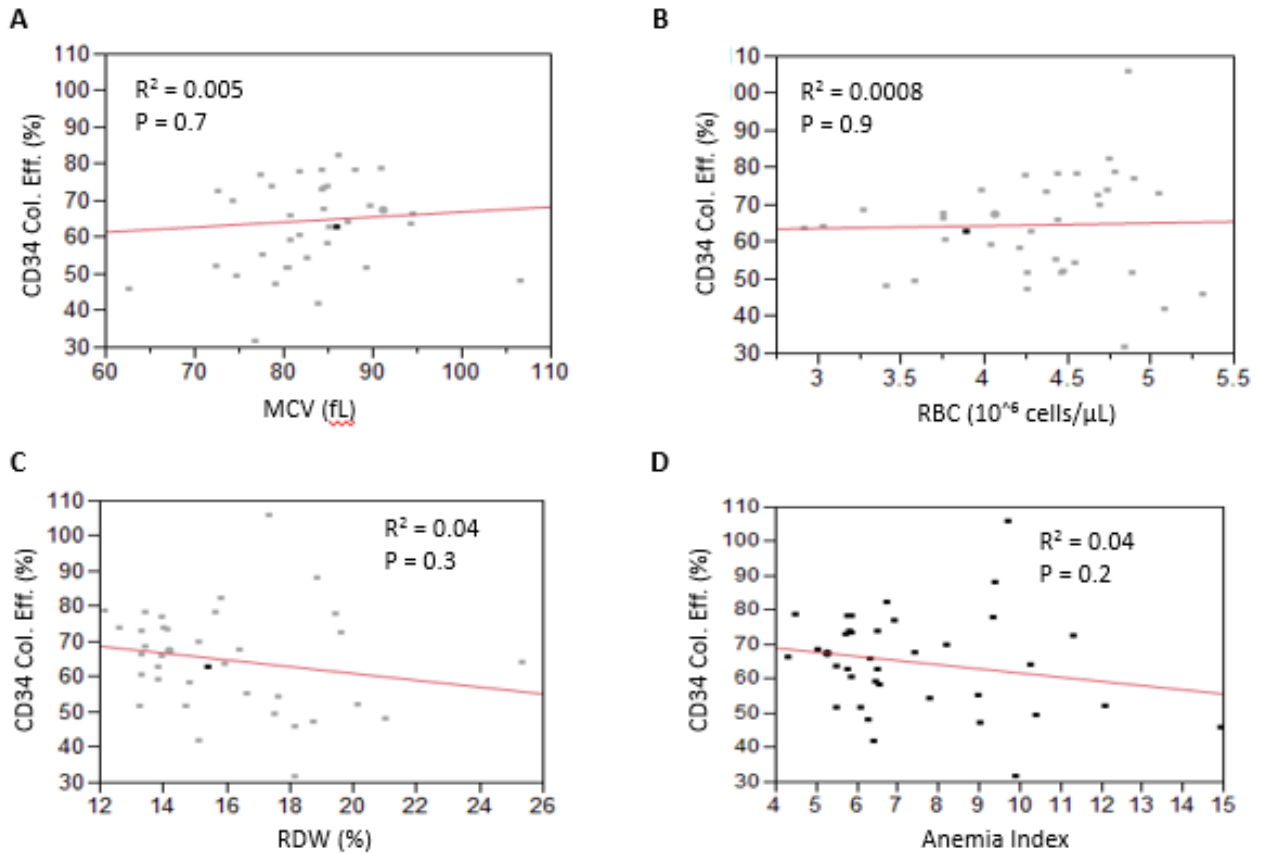 A
110
100
90
80
70
60
50
40
30
CD34 Col. Eff. (%)
R² = 0.005
P = 0.7
60 70 80 90 100 110
MCV (fL)
B
10
00
90
80
70
60
50
40
30
CD34 Col. Eff. (%)
R² = 0.0008
P = 0.9
3 3.5 4 4.5 5 5.5
RBC (10^⁶ cells/µL)
C
110
100
90
80
70
60
50
40
30
CD34 Col. Eff. (%)
R² = 0.04
P = 0.3
12 14 16 18 20 22 24 26
RDW (%)
D
110
100
90
80
70
60
50
40
30
CD34 Col. Eff. (%)
R² = 0.04
P = 0.2
4 5 6 7 8 9 10 11 12 13 14 15
Anemia Index